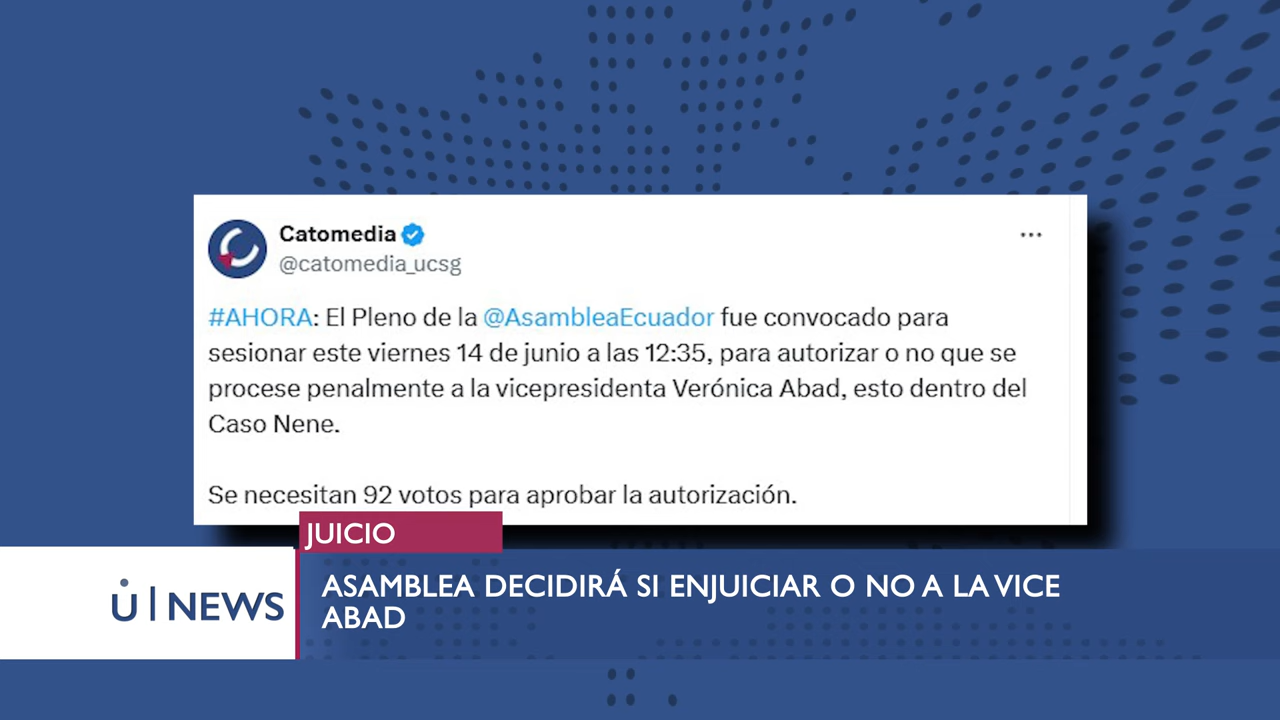 Catomedia
@catomedia_ucsg
#AHORA: El Pleno de la @AsambleaEcuador fue convocado para
sesionar este viernes 14 de junio a las 12:35, para autorizar o no que se
procese penalmente a la vicepresidenta Verónica Abad, esto dentro del
Caso Nene.
Se necesitan 92 votos para aprobar la autorización.
JUICIO
U | NEWS
ASAMBLEA DECIDIRÁ SI ENJUICIAR O NO A LA VICE
ABAD